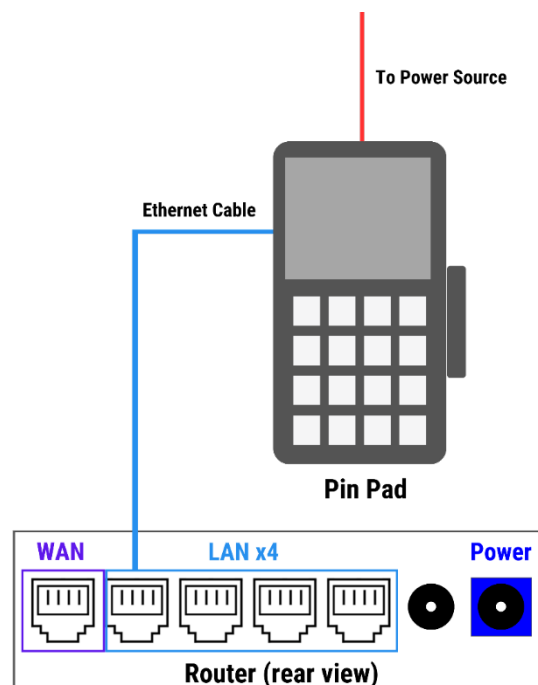 To Power Source
Ethernet Cable
Pin Pad
WAN
LAN x4
Power
Router (rear view)